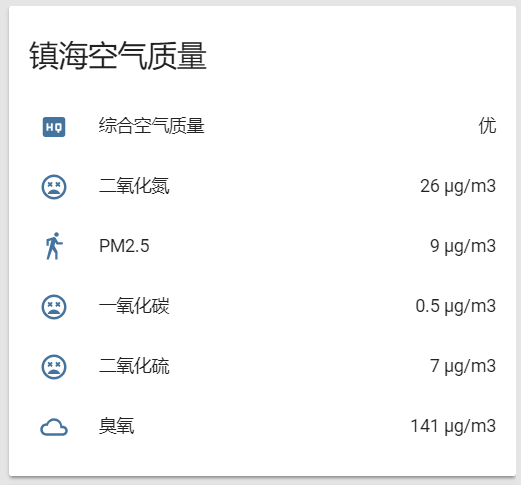 镇海空气质量
HQ 综合空气质量 优
二氧化氮 26 µg/m3
PM2.5 9 µg/m3
一氧化碳 0.5 µg/m3
二氧化硫 7 µg/m3
臭氧 141 µg/m3